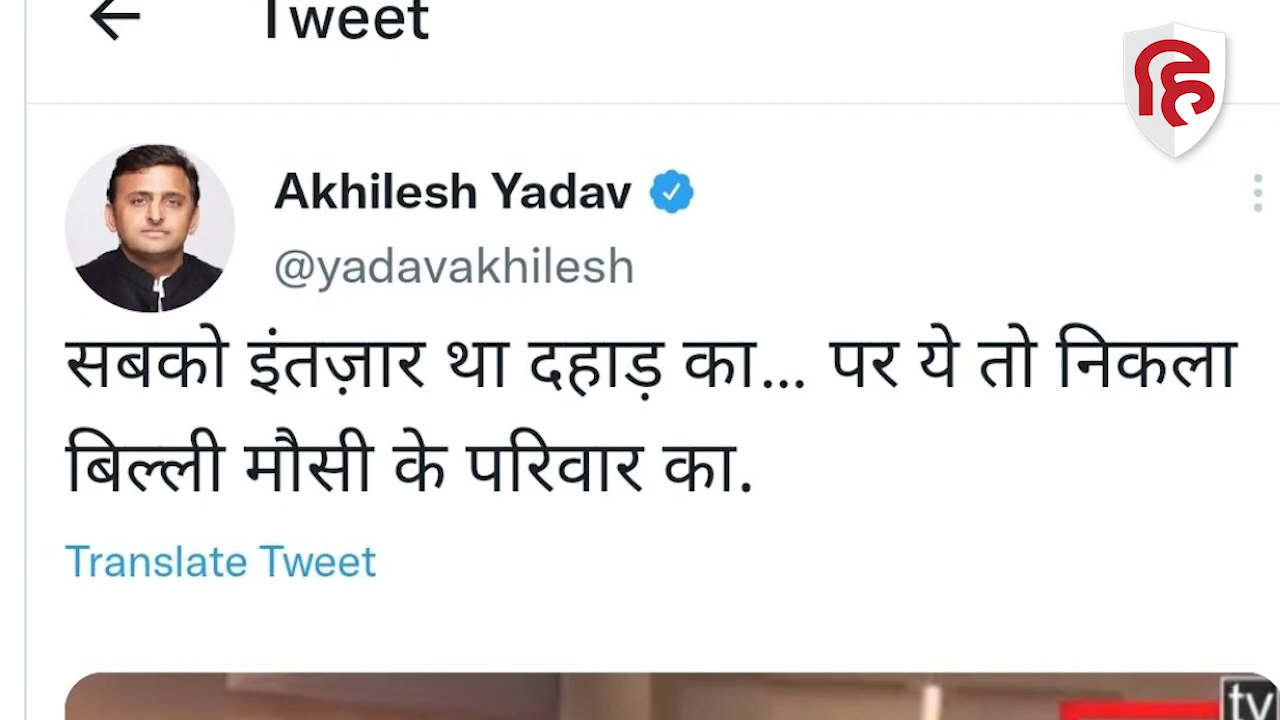 Tweet
हि
Akhilesh Yadav
@yadavakhilesh
सबको इंतज़ार था दहाड़ का... पर ये तो निकला
बिल्ली मौसी के परिवार का.
Translate Tweet
tv